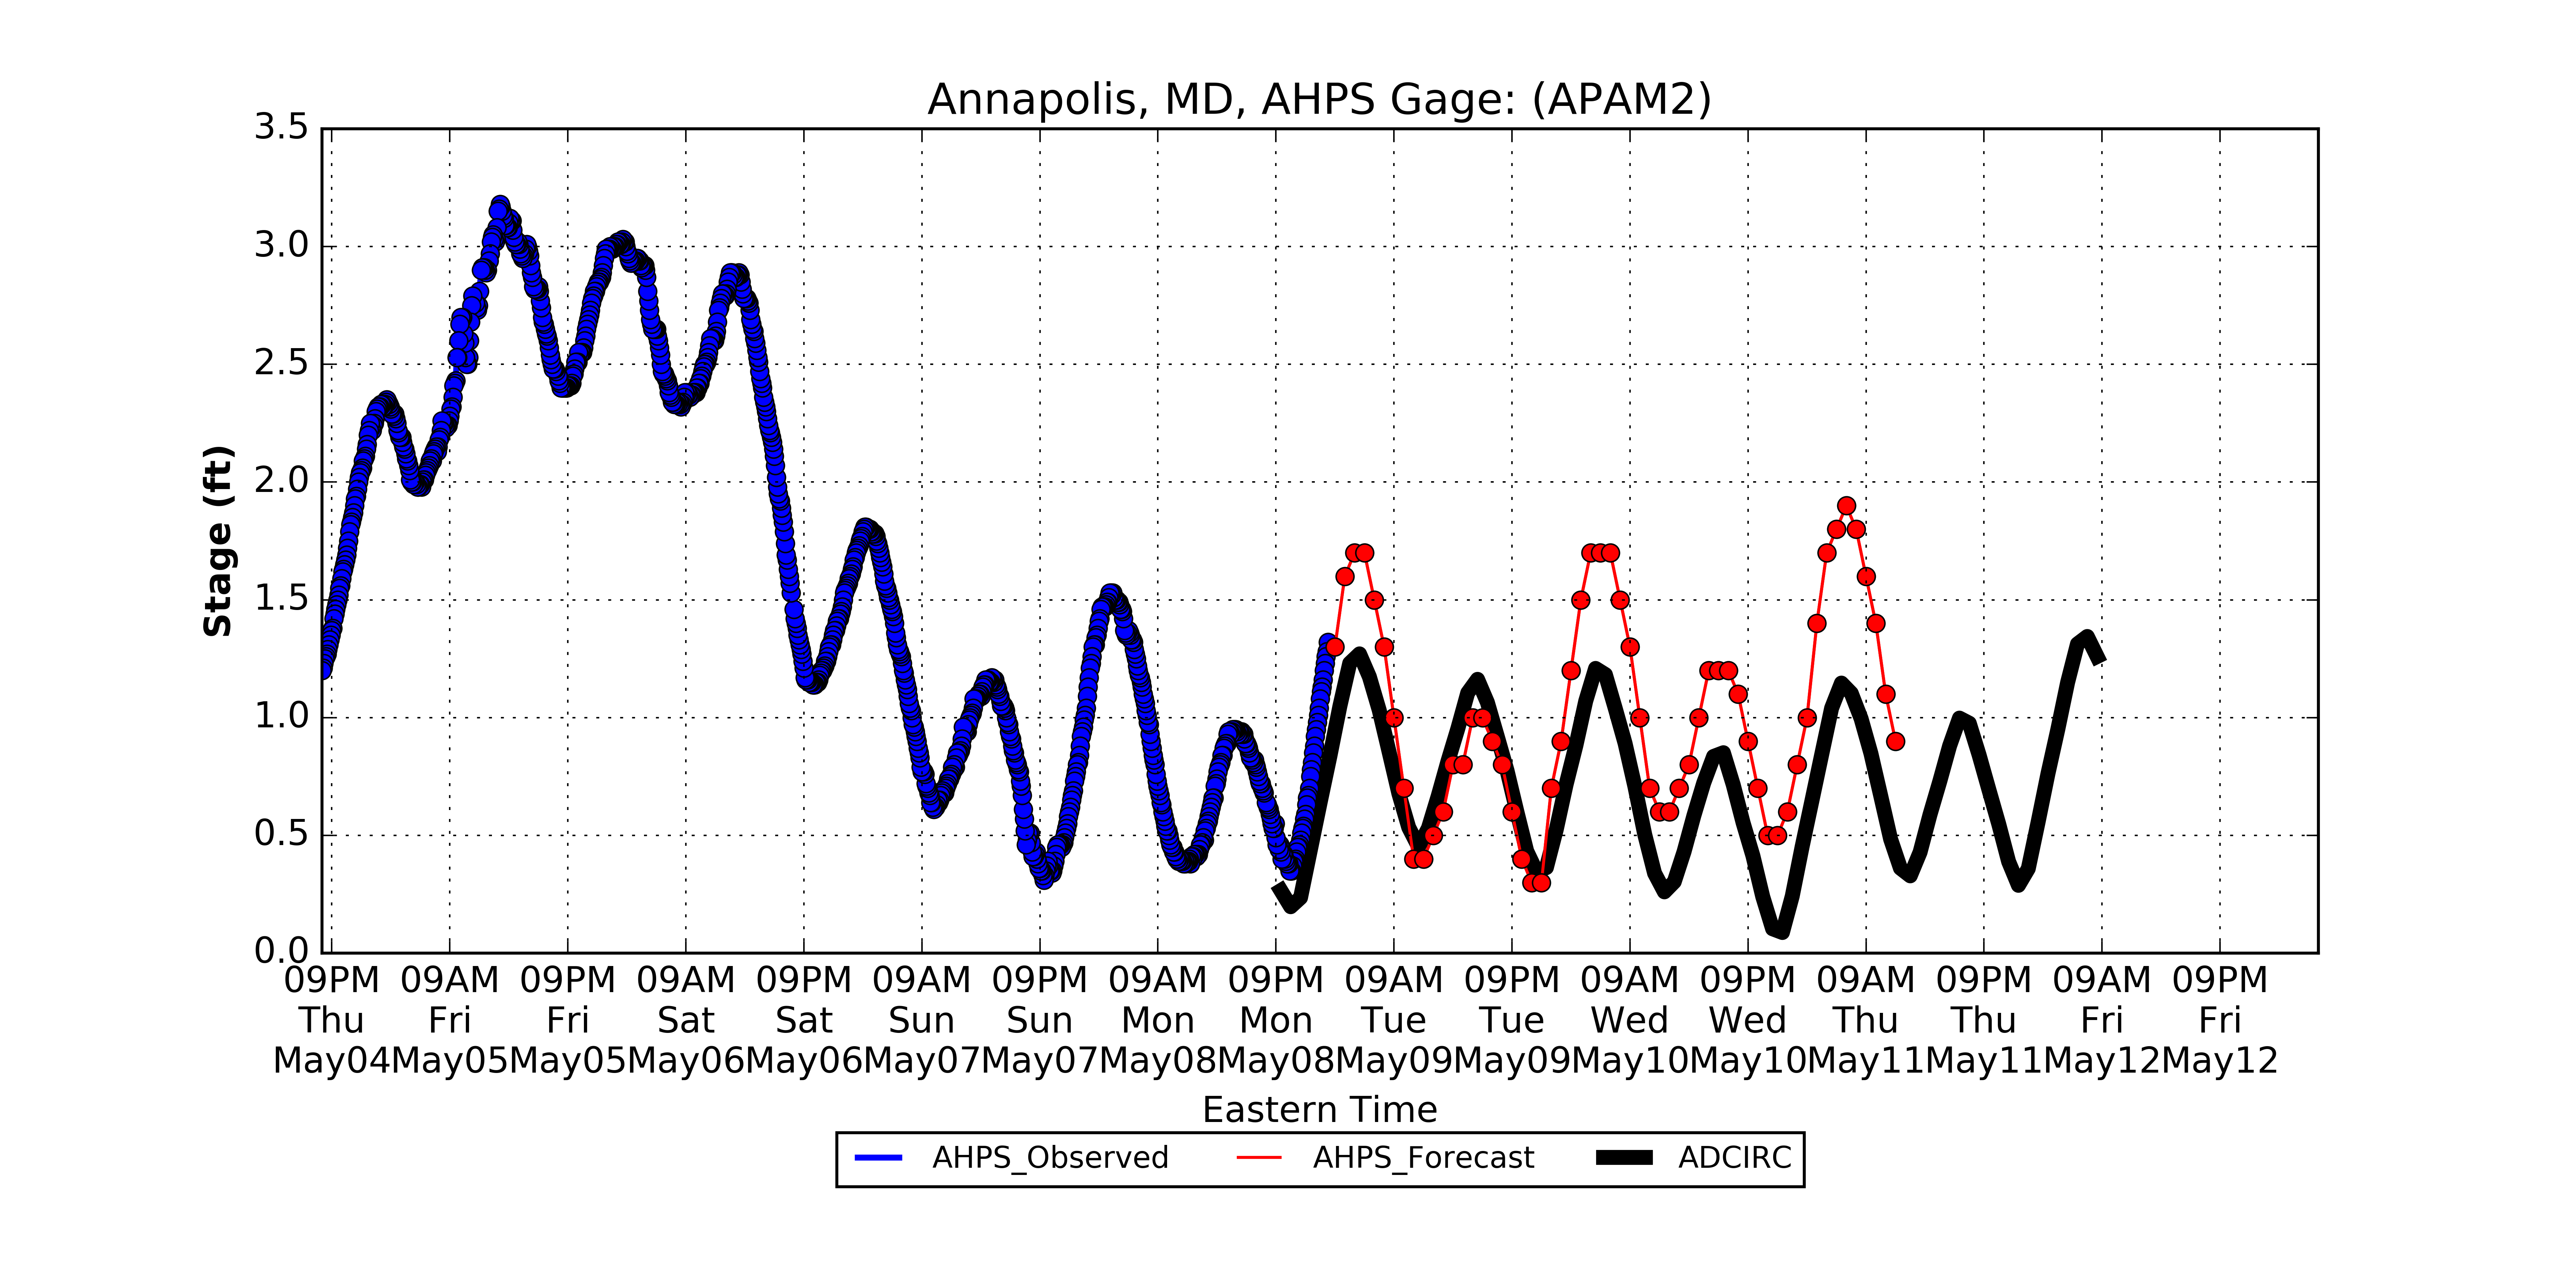 Annapolis, MD, AHPS Gage: (APAM2)
3.5
3.0
2.5
2.0
1.5
1.0
0.5
0.0
Stage (ft)
09PM 09AM 09PM 09AM 09PM 09AM 09PM 09AM 09PM 09AM 09PM 09AM 09PM 09AM 09PM 09AM 09PM
Thu Fri Fri Sat Sat Sun Sun Mon Mon Tue Tue Wed Wed Thu Thu Fri Fri
May04 May05 May05 May06 May06 May07 May07 May08 May08 May09 May09 May10 May10 May11 May11 May12 May12
Eastern Time
AHPS_Observed AHPS_Forecast ADCIRC